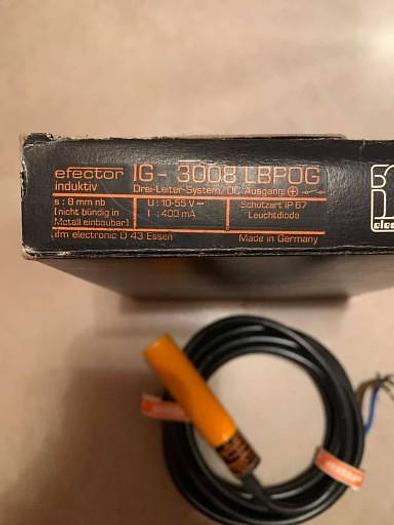 efector IG - 3008 LBPOG
induktiv Drei-Leiter-System/DC Ausgang
s : 8 mm nb U : 10-55 V Schutzart IP 67
(nicht bündig in I : 400 mA Leuchtdiode
Metall einbaubar)
ifm electronic D 43 Essen Made in Germany